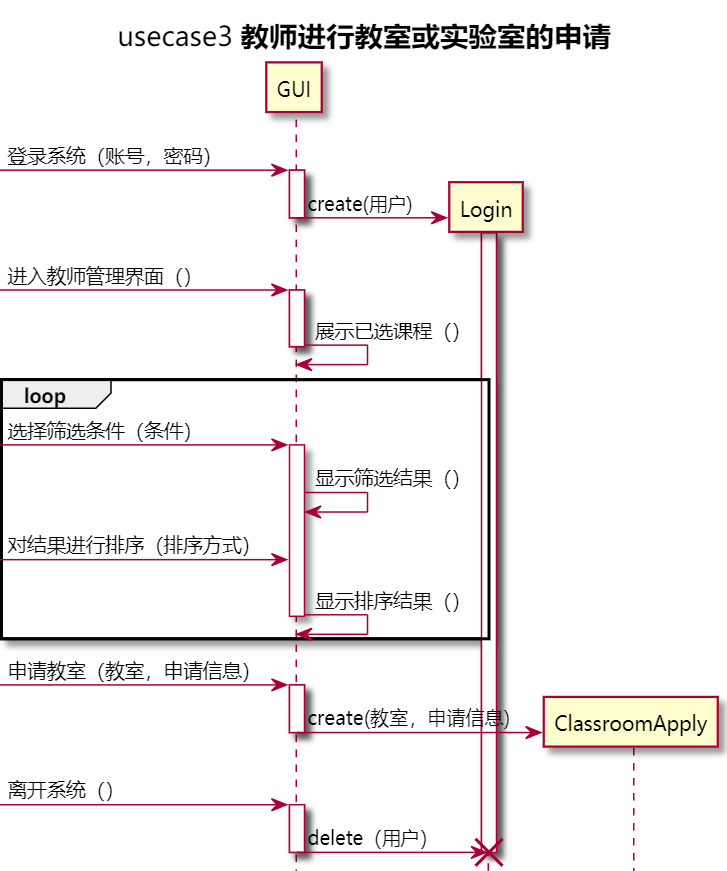 usecase3 教师进行教室或实验室的申请
GUI
登录系统（账号，密码）
create(用户)
Login
进入教师管理界面（）
展示已选课程（）
loop
选择筛选条件（条件）
显示筛选结果（）
对结果进行排序（排序方式）
显示排序结果（）
申请教室（教室，申请信息）
create(教室，申请信息)
ClassroomApply
离开系统（）
delete（用户）